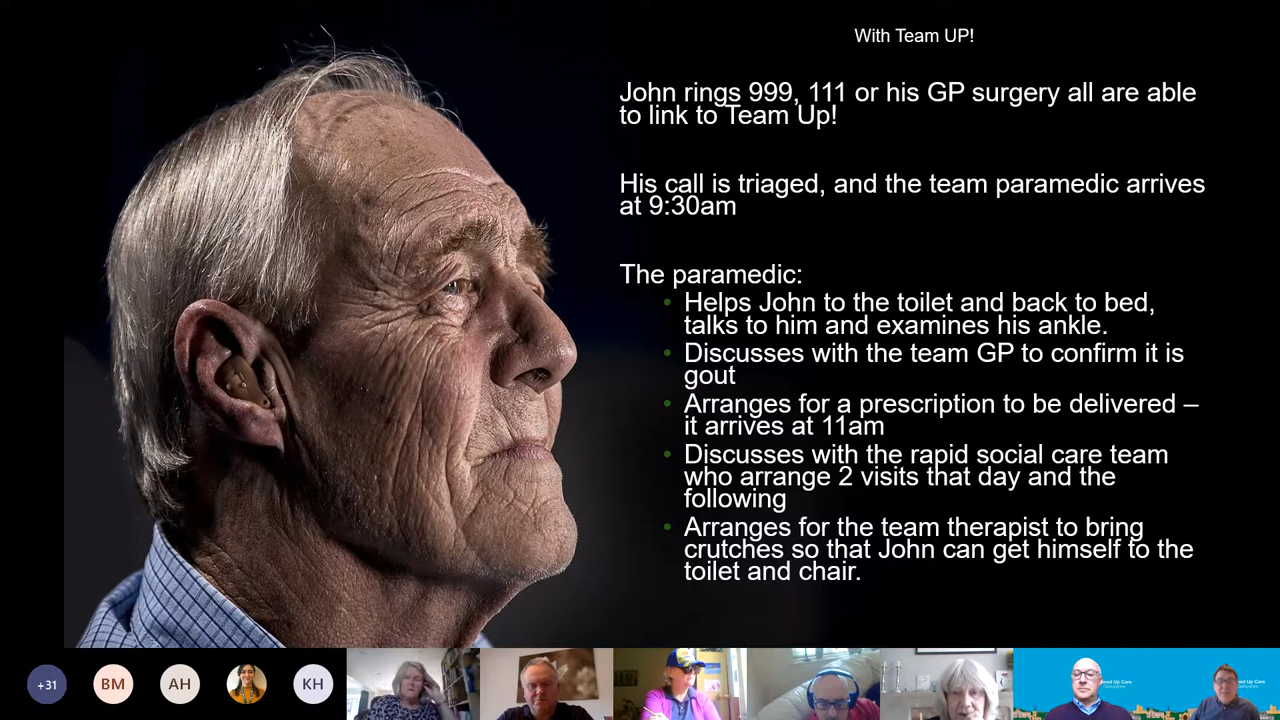 With Team UP!
John rings 999, 111 or his GP surgery all are able
to link to Team Up!
His call is triaged, and the team paramedic arrives
at 9:30am
The paramedic:
• Helps John to the toilet and back to bed,
talks to him and examines his ankle.
• Discusses with the team GP to confirm it is
gout
• Arranges for a prescription to be delivered –
it arrives at 11am
• Discusses with the rapid social care team
who arrange 2 visits that day and the
following
• Arranges for the team therapist to bring
crutches so that John can get himself to the
toilet and chair.
+31
BM
AH
KH
Up Care
Up Care